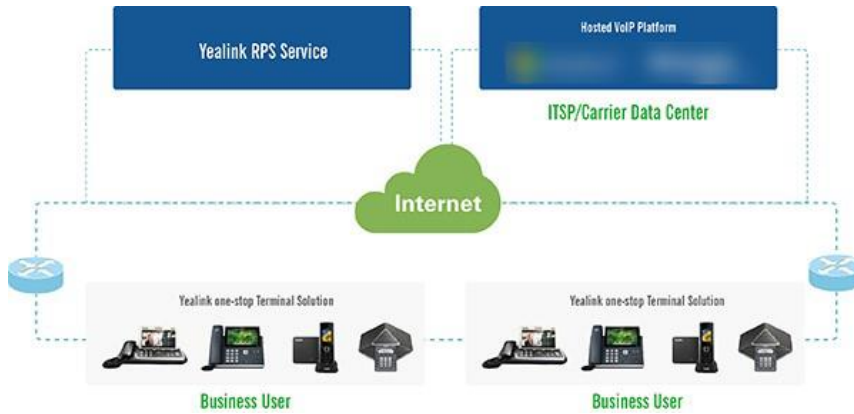 Yealink RPS Service
Hosted VoIP Platform
ITSP/Carrier Data Center
Internet
Yealink one-stop Terminal Solution
Yealink one-stop Terminal Solution
Business User
Business User